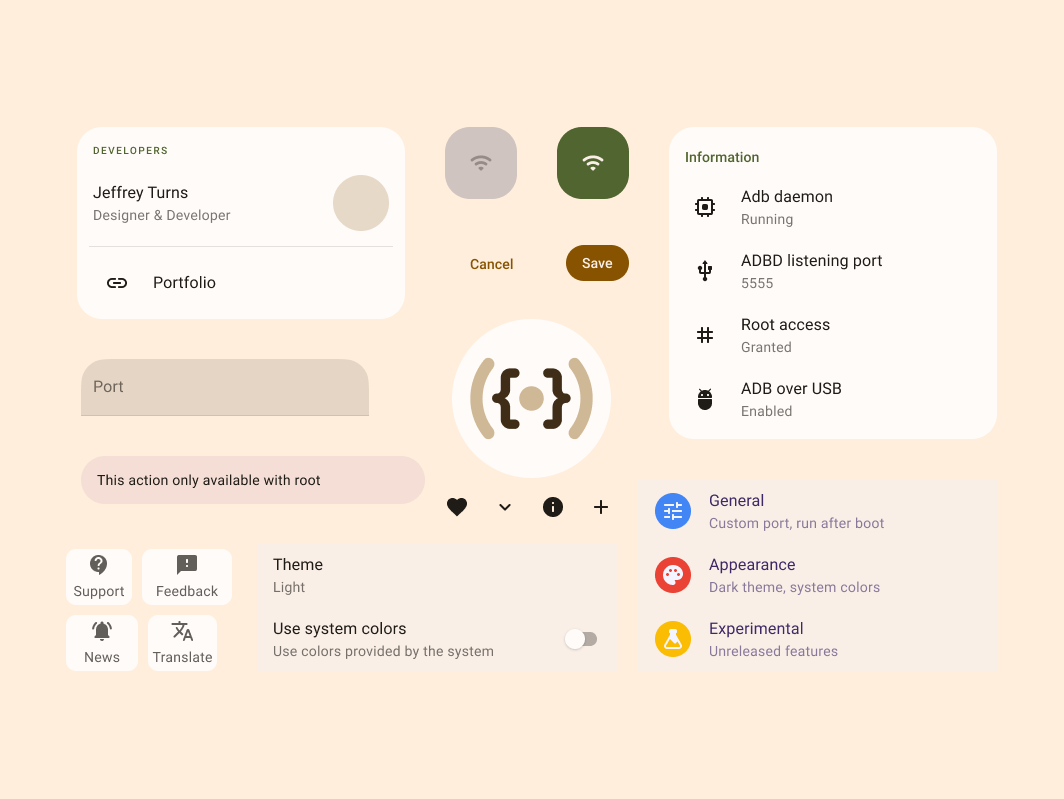 DEVELOPERS
Jeffrey Turns
Designer & Developer
Portfolio
Port
This action only available with root
Support
Feedback
News
Translate
Cancel
Save
{ }
Theme
Light
Use system colors
Use colors provided by the system
Information
Adb daemon
Running
ADBD listening port
5555
Root access
Granted
ADB over USB
Enabled
General
Custom port, run after boot
Appearance
Dark theme, system colors
Experimental
Unreleased features